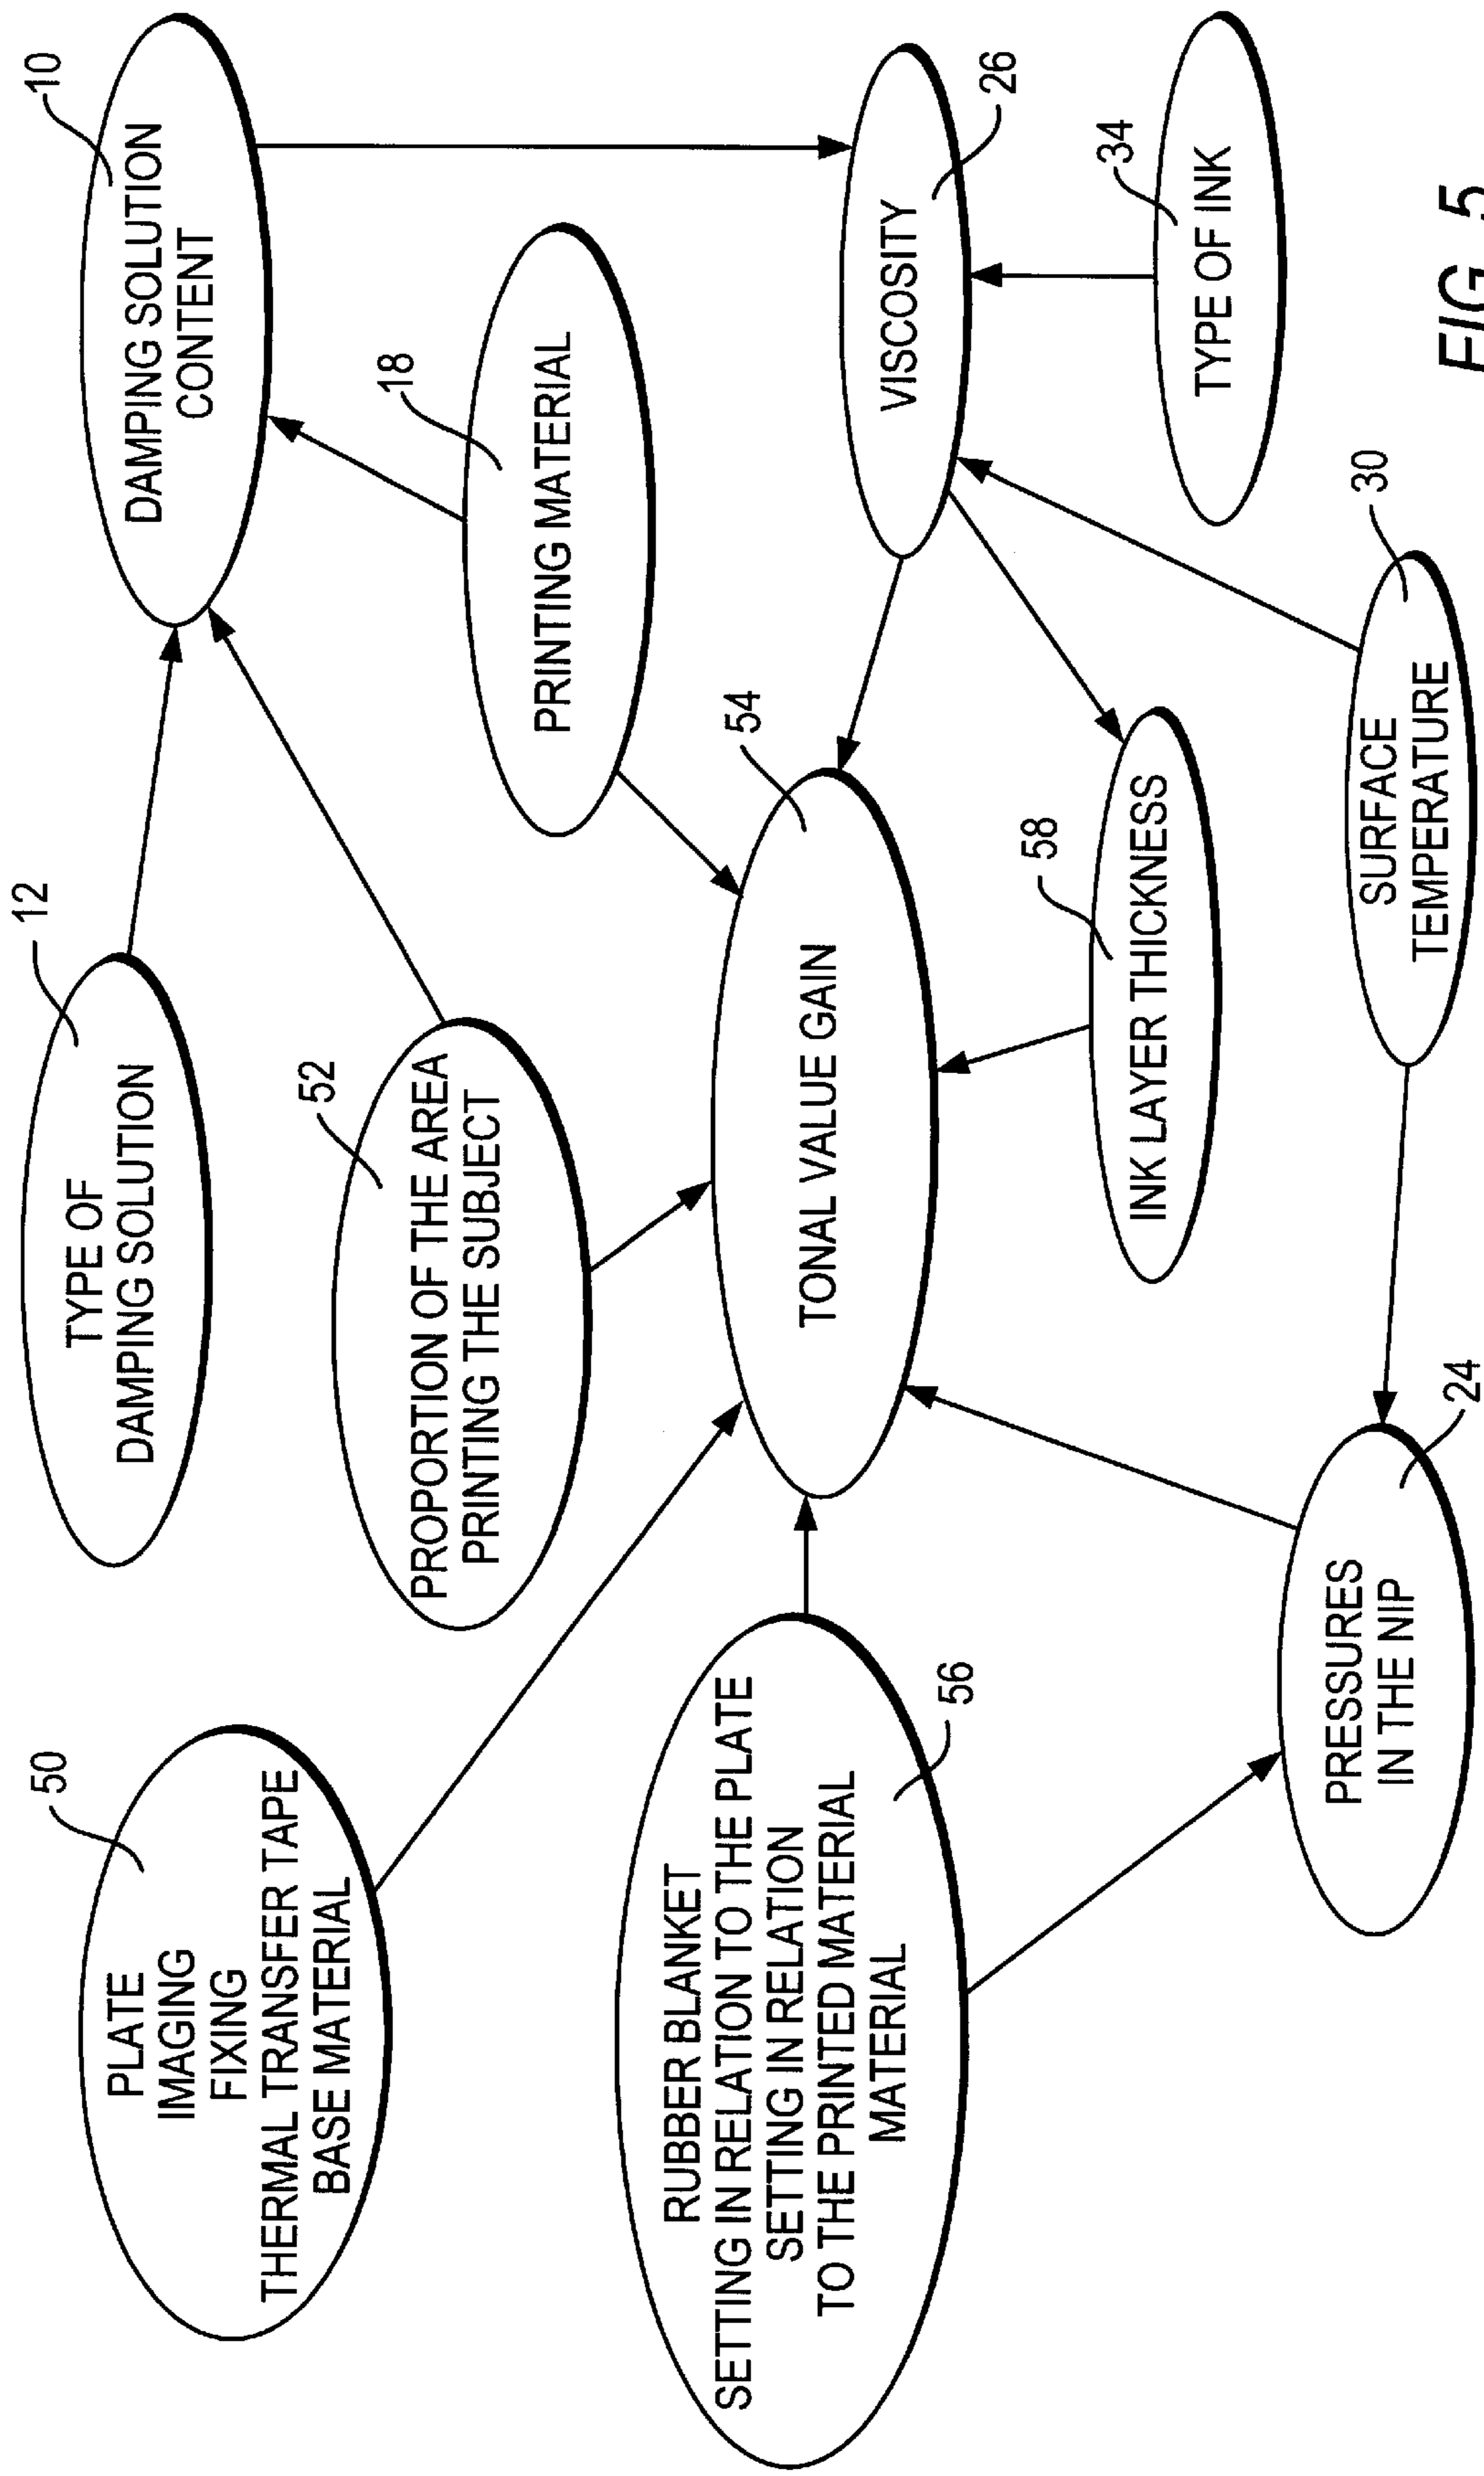 50
PLATE
IMAGING
FIXING
THERMAL TRANSFER TAPE
BASE MATERIAL
12
TYPE OF
DAMPING SOLUTION
10
DAMPING SOLUTION
CONTENT
52
PROPORTION OF THE AREA
PRINTING THE SUBJECT
18
PRINTING MATERIAL
RUBBER BLANKET
SETTING IN RELATION TO THE PLATE
SETTING IN RELATION
TO THE PRINTED MATERIAL
MATERIAL
56
54
TONAL VALUE GAIN
VISCOSITY
26
58
INK LAYER THICKNESS
34
TYPE OF INK
PRESSURES
IN THE NIP
24
30
SURFACE
TEMPERATURE
FIG. 5